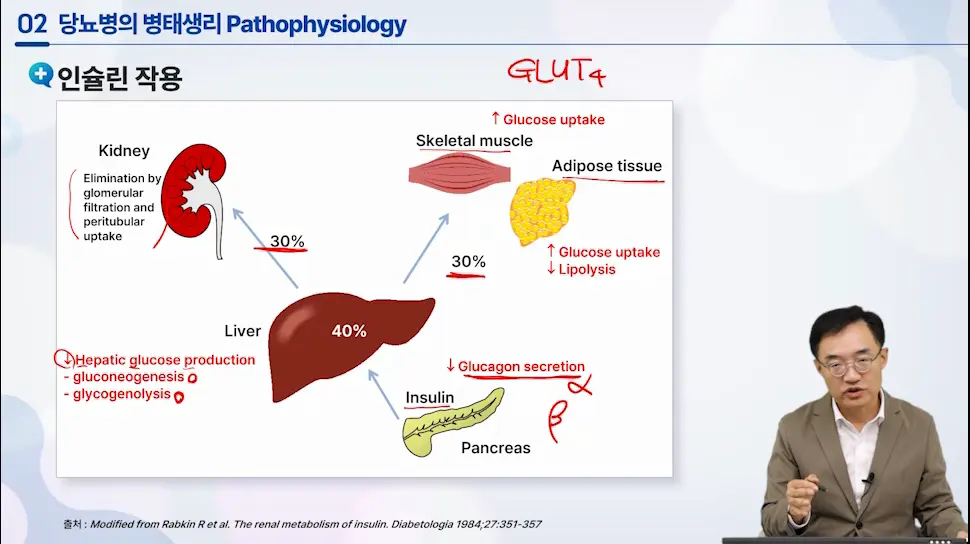 02 당뇨병의 병태생리 Pathophysiology
인슐린 작용
GLUT4
↑ Glucose uptake
Skeletal muscle
Kidney
Adipose tissue
Elimination by
glomerular
filtration and
peritubular
uptake
30%
30%
↑ Glucose uptake
↓ Lipolysis
Liver
40%
↓ Hepatic glucose production
- gluconeogenesis
- glycogenolysis
↓ Glucagon secretion
α
β
Insulin
Pancreas
출처 : Modified from Rabkin R et al. The renal metabolism of insulin. Diabetologia 1984;27:351-357